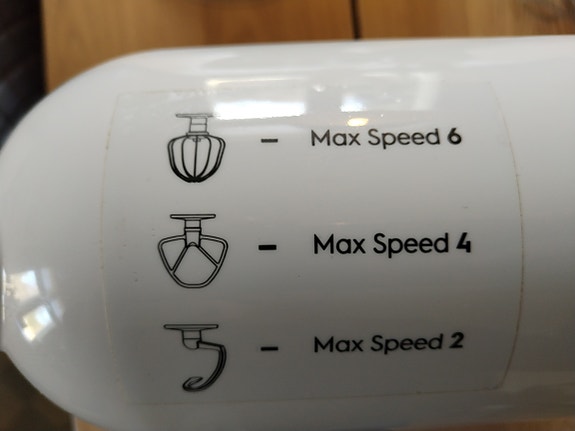 – Max Speed 6
– Max Speed 4
– Max Speed 2